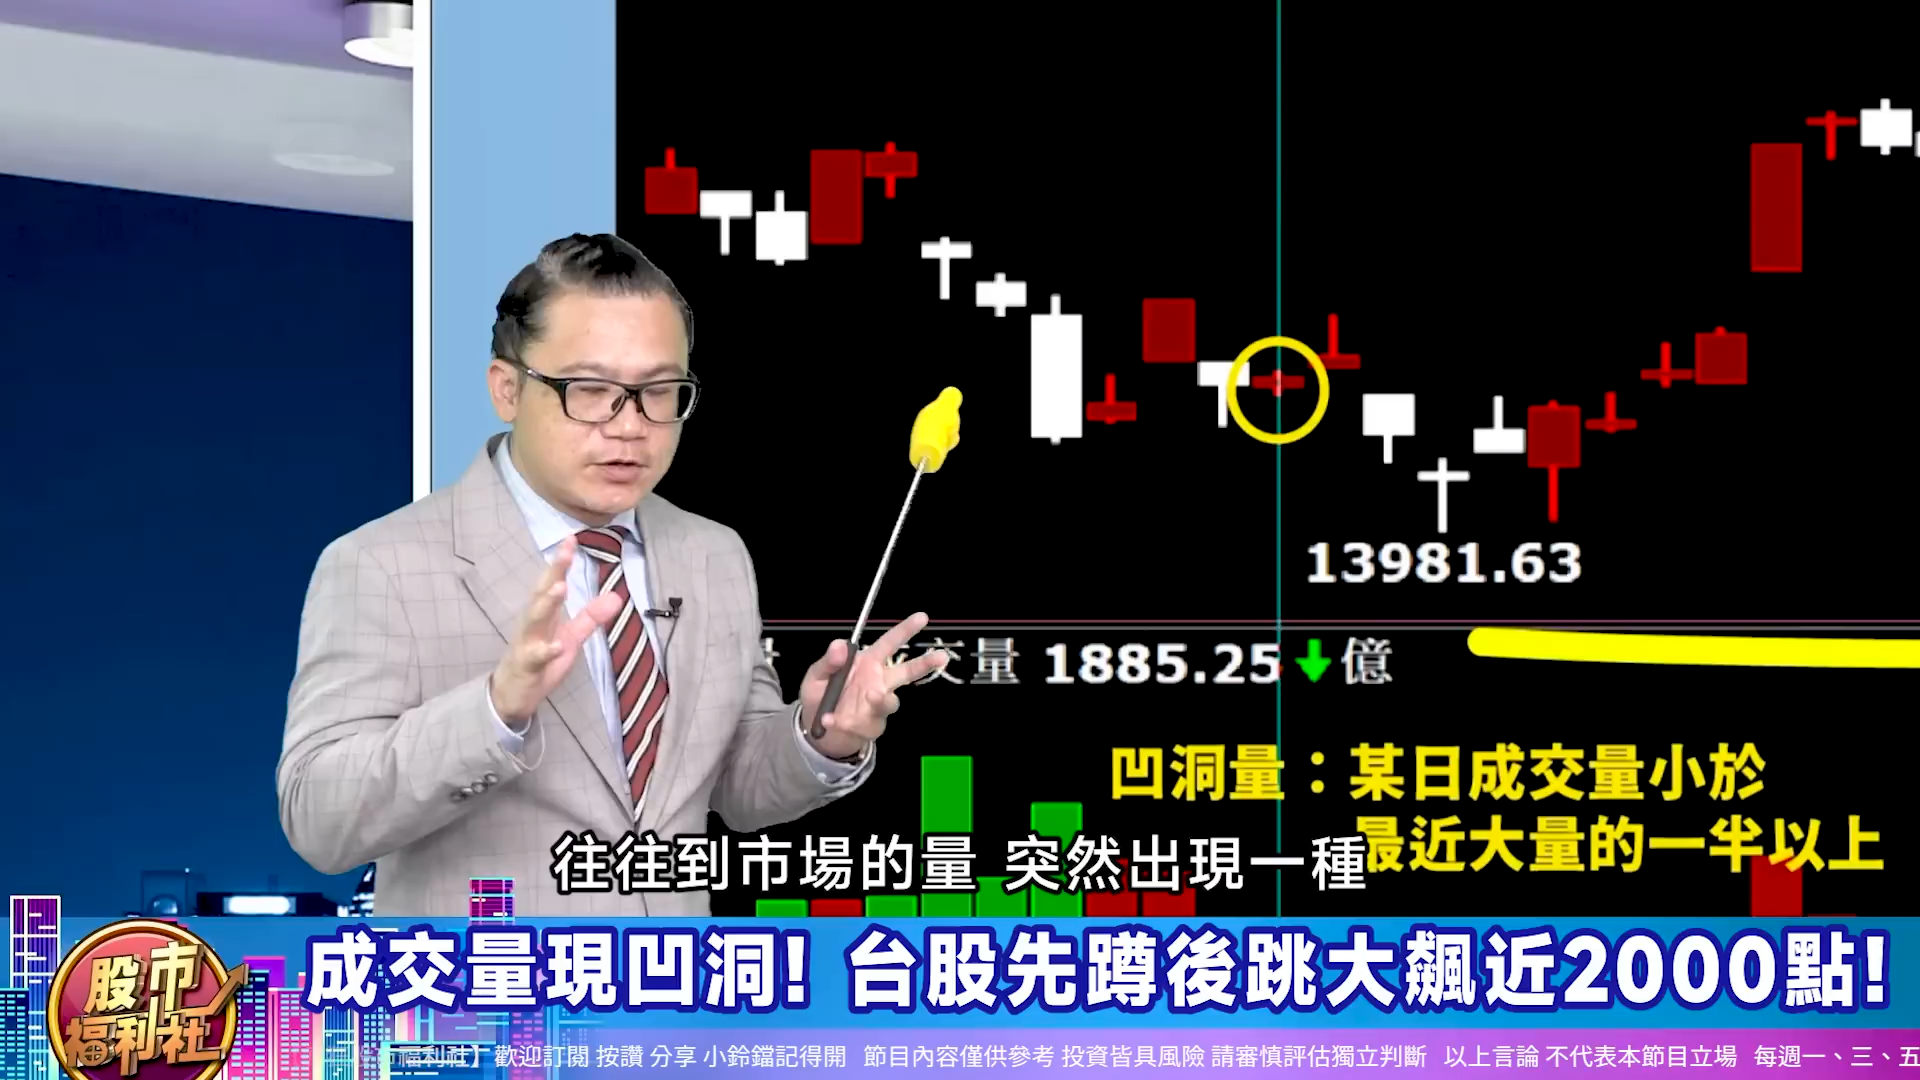 13981.63
交量 1885.25 億
凹洞量：某日成交量小於
最近大量的一半以上
往往到市場的量 突然出現一種
成交量現凹洞! 台股先蹲後跳大飆近2000點!
股市
福利社
福利社】歡迎訂閱 按讚 分享 小鈴鐺記得開 節目內容僅供參考 投資皆具風險 請審慎評估獨立判斷 以上言論 不代表本節目立場 每週一、三、五